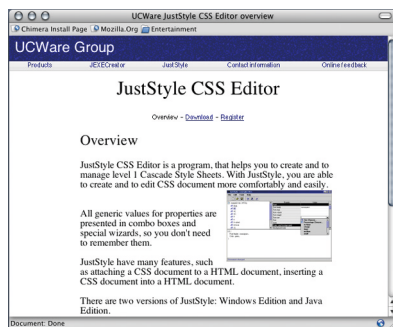 UCWare JustStyle CSS Editor overview
Chimera Install Page Mozilla.Org Entertainment
UCWare Group
Products JEXECreator JustStyle Contact information Online feedback
JustStyle CSS Editor
Overview - Download - Register
Overview
JustStyle CSS Editor is a program, that helps you to create and to
manage level 1 Cascade Style Sheets. With JustStyle, you are able
to create and to edit CSS document more comfortably and easily.
All generic values for properties are
presented in combo boxes and
special wizards, so you don't need
to remember them.
JustStyle have many features, such
as attaching a CSS document to a HTML document, inserting a
CSS document into a HTML document.
There are two versions of JustStyle: Windows Edition and Java
Edition.
Document: Done